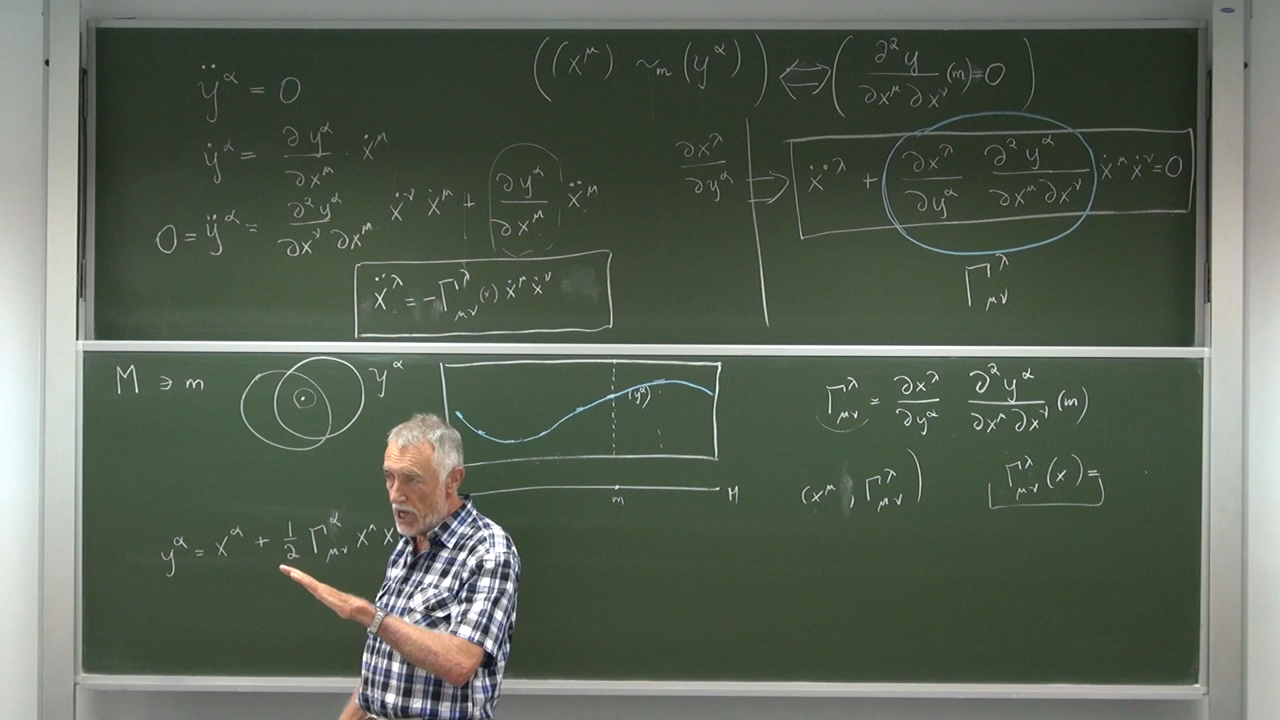 ((x^μ) ~_m (y^α)) ⇔ (∂²y/∂x^μ∂x^ν (m) = 0)
ÿ^α = 0
ẏ^α = ∂y^α/∂x^μ · ẋ^μ
0 = ÿ^α = ∂²y^α/∂x^ν∂x^μ ẋ^ν ẋ^μ + ∂y^α/∂x^μ ẍ^μ
ẍ^λ = -Γ^λ_μν(x) ẋ^μ ẋ^ν
∂x^λ/∂y^α | ⇒ ẍ^λ + ∂x^λ/∂y^α ∂²y^α/∂x^μ∂x^ν ẋ^μ ẋ^ν = 0
Γ^λ_μν
M ∋ m
y^α
(y^α)
m
M
y^α = x^α + 1/2 Γ^α_μν x^μ x
Γ^λ_μν = ∂x^λ/∂y^α ∂²y^α/∂x^μ∂x^ν (m)
(x^μ, Γ^λ_μν)
Γ^λ_μν(x) =